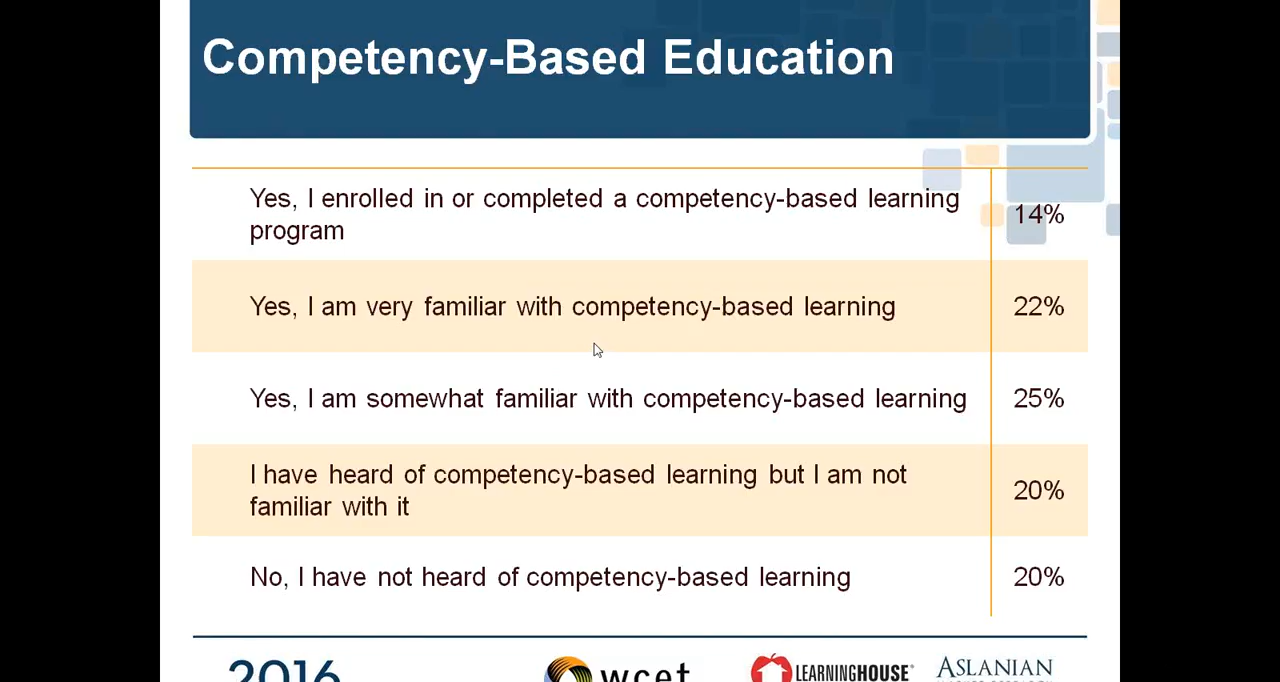 Competency-Based Education
Yes, I enrolled in or completed a competency-based learning
program
14%
Yes, I am very familiar with competency-based learning
22%
Yes, I am somewhat familiar with competency-based learning
25%
I have heard of competency-based learning but I am not
familiar with it
20%
No, I have not heard of competency-based learning
20%
2016
wcet
LEARNINGHOUSE®
ASLANIAN